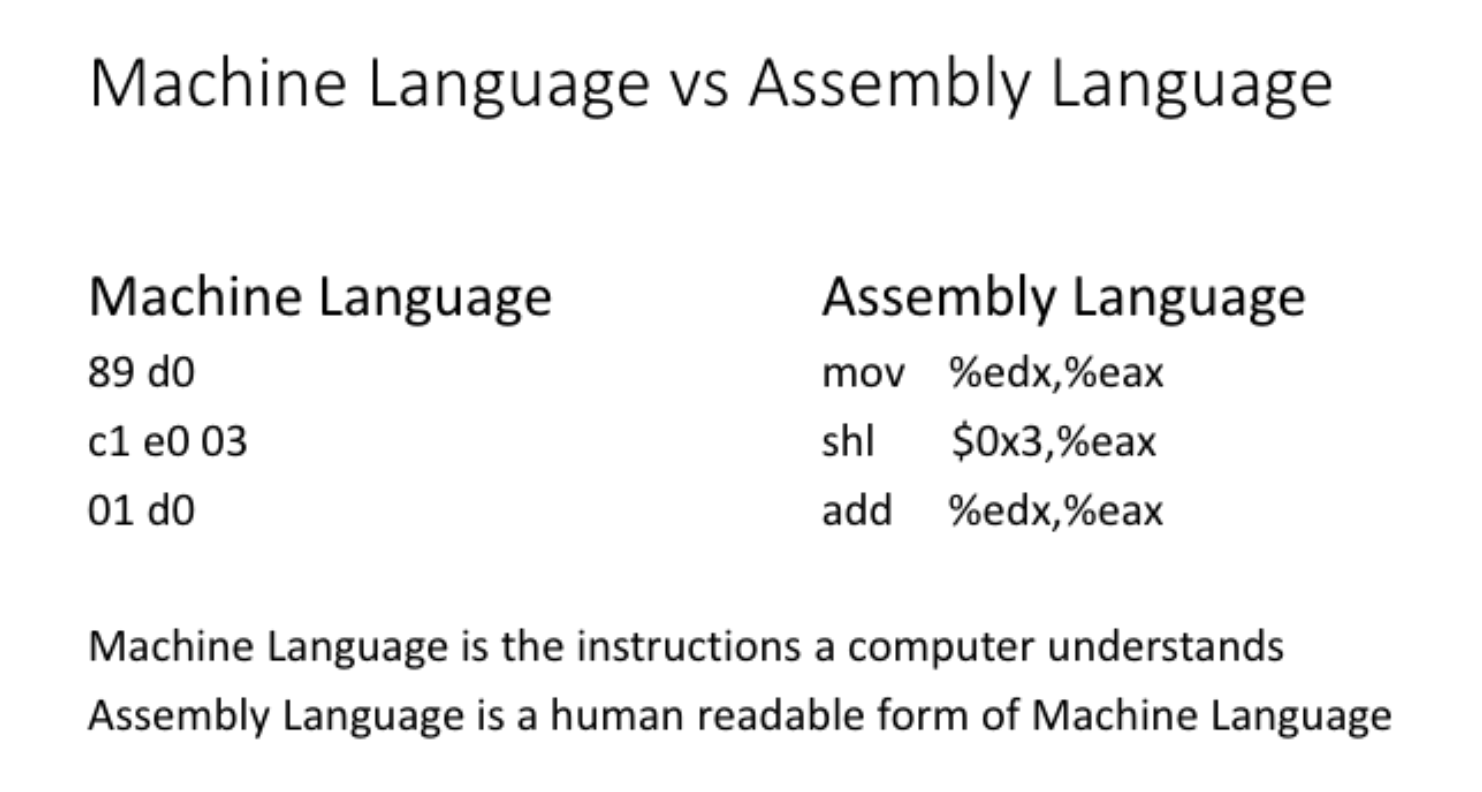 Machine Language vs Assembly Language
Machine Language
89 d0
c1 e0 03
01 d0
Assembly Language
mov %edx,%eax
shl $0x3,%eax
add %edx,%eax
Machine Language is the instructions a computer understands
Assembly Language is a human readable form of Machine Language